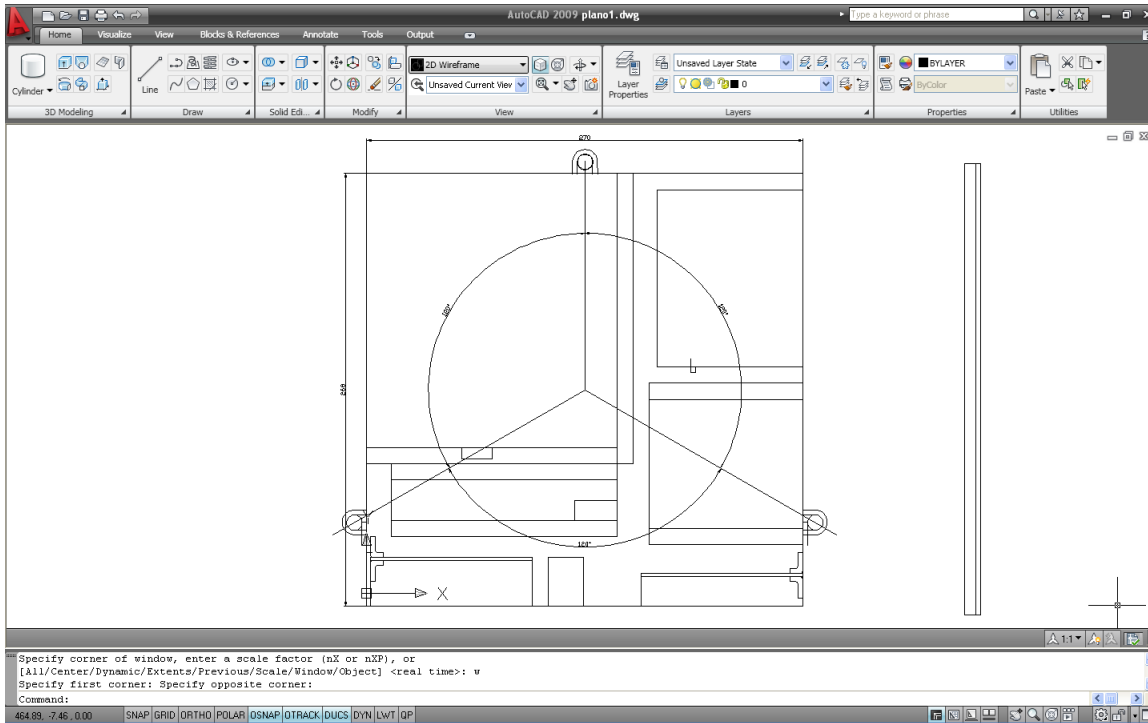 AutoCAD 2009 plano1.dwg
Type a keyword or phrase
Home Visualize View Blocks & References Annotate Tools Output
2D Wireframe
Unsaved Current View
Unsaved Layer State
0
BYLAYER
ByColor
Cylinder
Line
Layer Properties
Paste
3D Modeling Draw Solid Edi... Modify View Layers Properties Utilities
270
120°
120°
268
120°
X
1:1
Specify corner of window, enter a scale factor (nX or nXP), or
[All/Center/Dynamic/Extents/Previous/Scale/Window/Object] <real time>: w
Specify first corner: Specify opposite corner:
Command:
464.89, -7.46, 0.00 SNAP GRID ORTHO POLAR OSNAP OTRACK DUCS DYN LWT QP